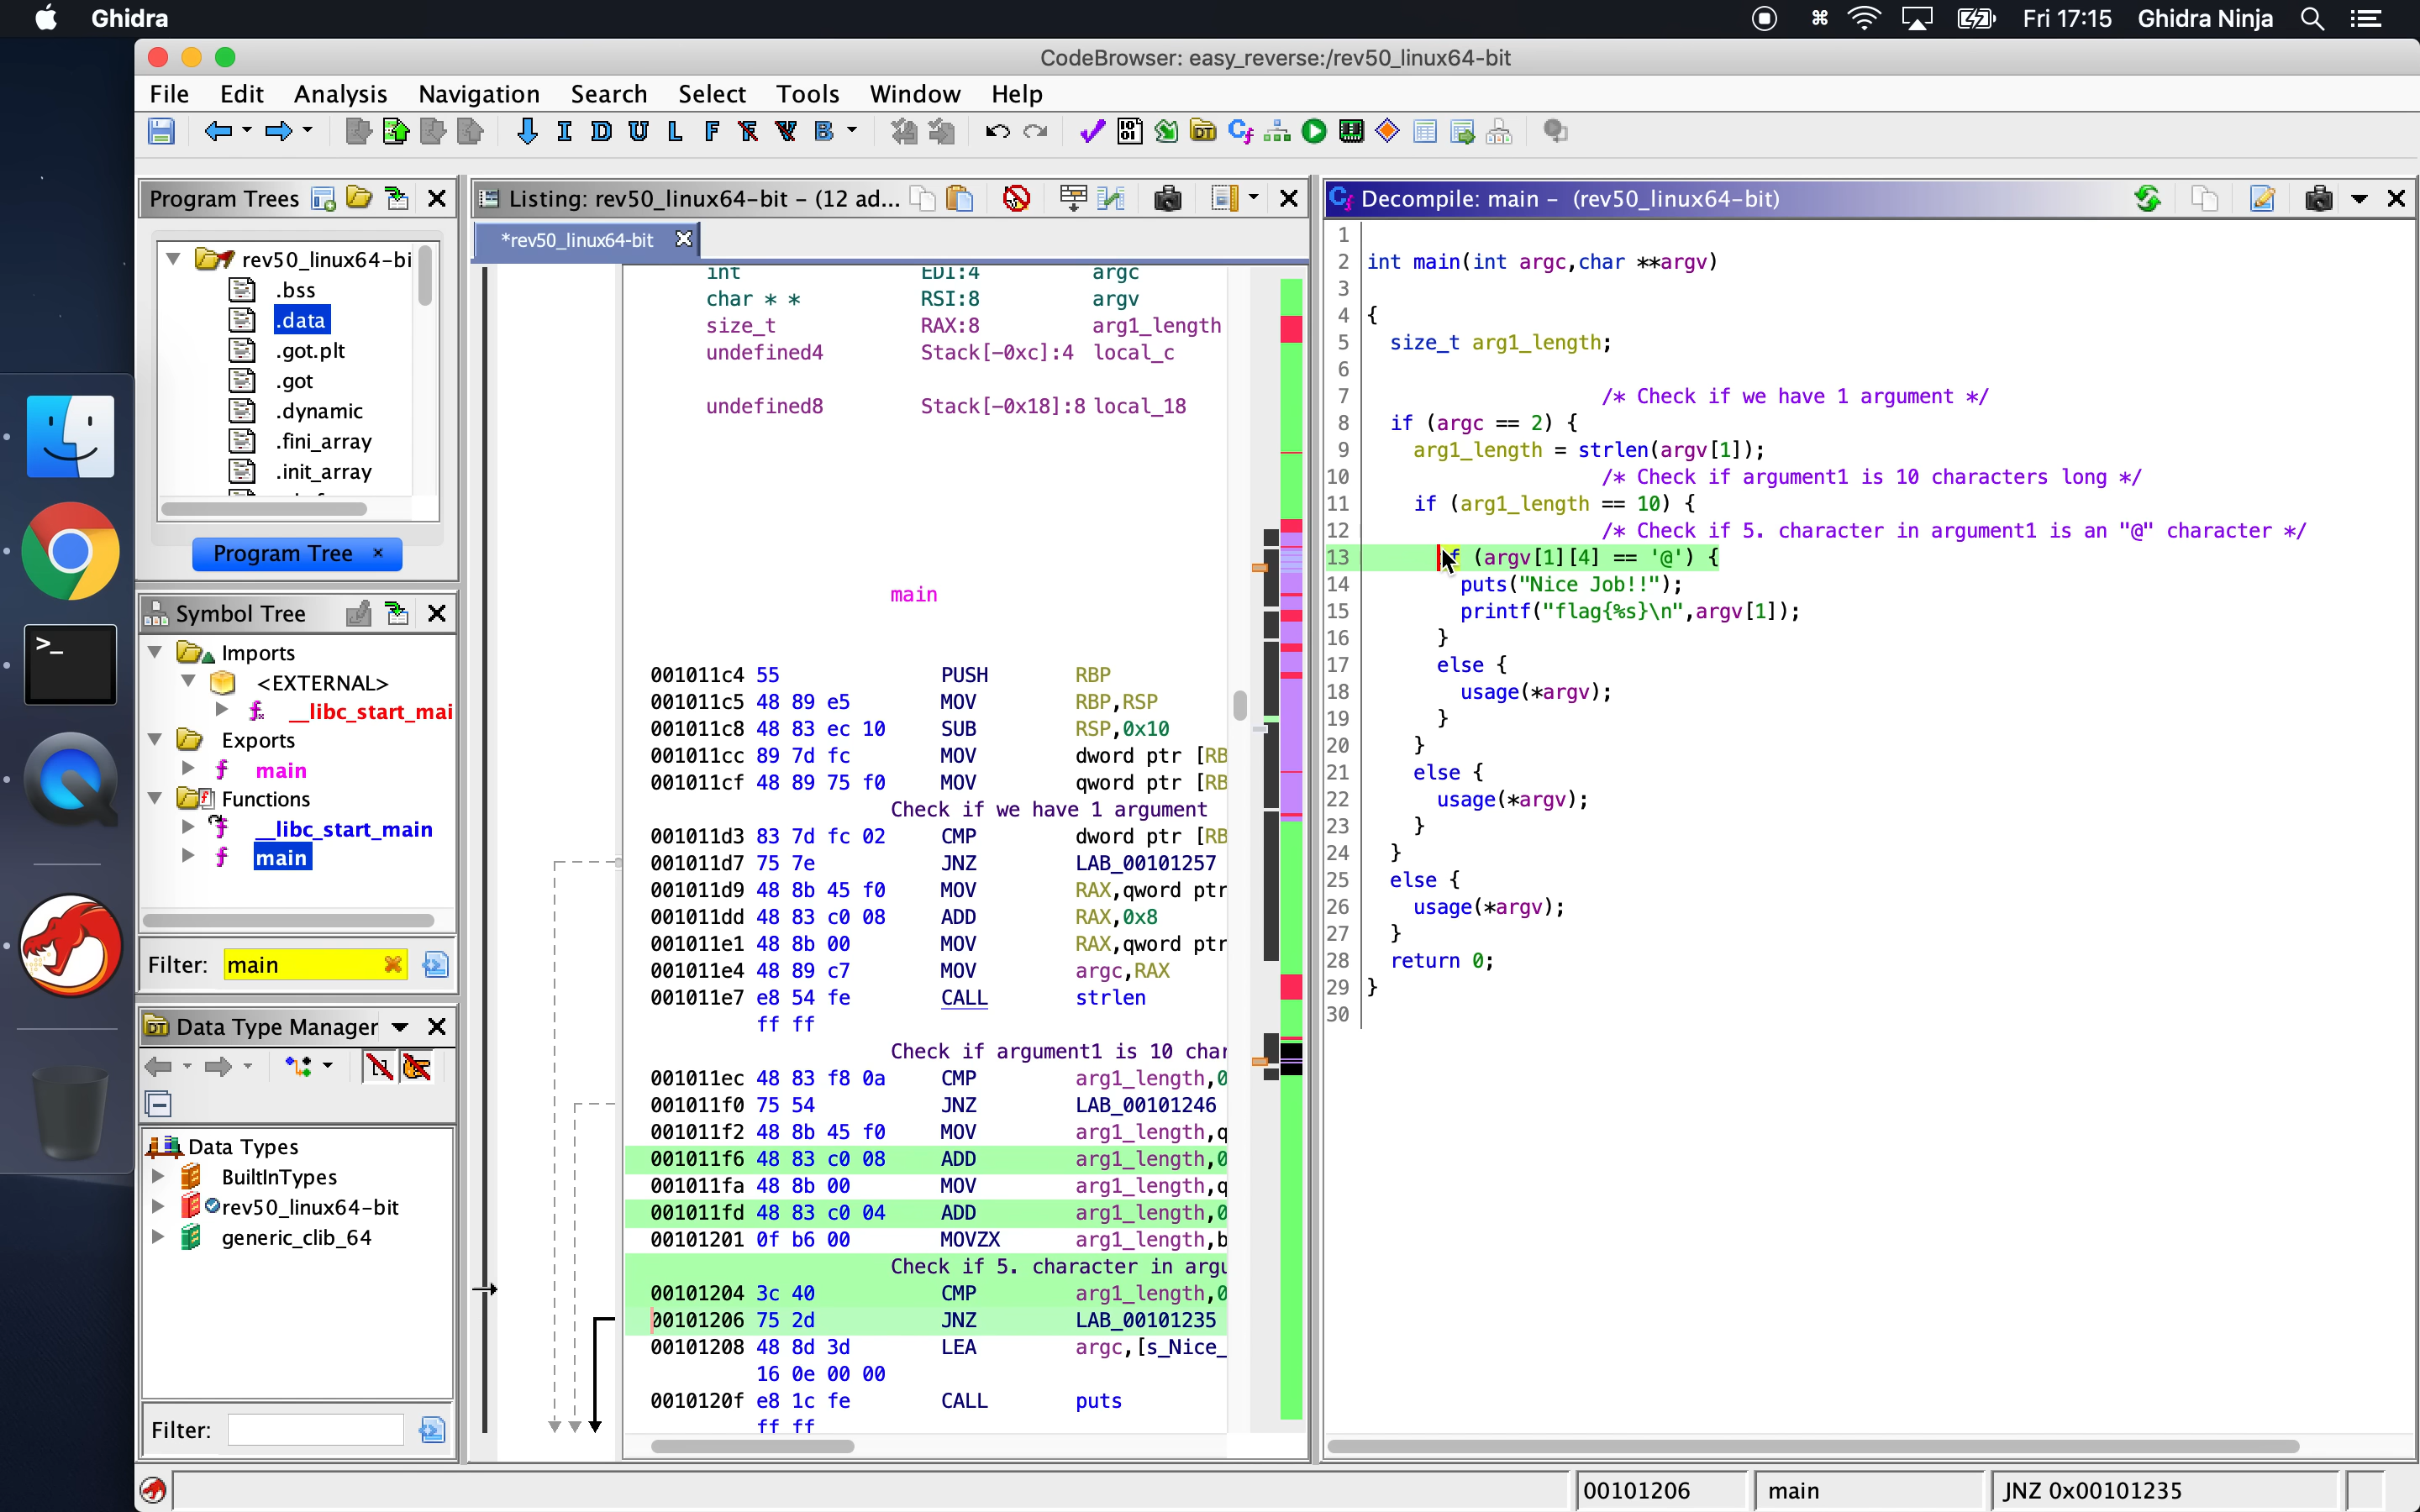 Ghidra
Fri 17:15 Ghidra Ninja
CodeBrowser: easy_reverse:/rev50_linux64-bit
File Edit Analysis Navigation Search Select Tools Window Help
I D U L F F V B
Program Trees
rev50_linux64-bi
.bss
.data
.got.plt
.got
.dynamic
.fini_array
.init_array
Program Tree ×
Symbol Tree
Imports
<EXTERNAL>
__libc_start_mai
Exports
main
Functions
__libc_start_main
main
Filter: main
Data Type Manager
Data Types
BuiltInTypes
rev50_linux64-bit
generic_clib_64
Filter:
Listing: rev50_linux64-bit - (12 ad...
*rev50_linux64-bit
int EDI:4 argc
char * * RSI:8 argv
size_t RAX:8 arg1_length
undefined4 Stack[-0xc]:4 local_c
undefined8 Stack[-0x18]:8 local_18
main
001011c4 55 PUSH RBP
001011c5 48 89 e5 MOV RBP,RSP
001011c8 48 83 ec 10 SUB RSP,0x10
001011cc 89 7d fc MOV dword ptr [RB
001011cf 48 89 75 f0 MOV qword ptr [RB
Check if we have 1 argument
001011d3 83 7d fc 02 CMP dword ptr [RB
001011d7 75 7e JNZ LAB_00101257
001011d9 48 8b 45 f0 MOV RAX,qword ptr
001011dd 48 83 c0 08 ADD RAX,0x8
001011e1 48 8b 00 MOV RAX,qword ptr
001011e4 48 89 c7 MOV argc,RAX
001011e7 e8 54 fe CALL strlen
ff ff
Check if argument1 is 10 char
001011ec 48 83 f8 0a CMP arg1_length,0
001011f0 75 54 JNZ LAB_00101246
001011f2 48 8b 45 f0 MOV arg1_length,q
001011f6 48 83 c0 08 ADD arg1_length,0
001011fa 48 8b 00 MOV arg1_length,q
001011fd 48 83 c0 04 ADD arg1_length,0
00101201 0f b6 00 MOVZX arg1_length,b
Check if 5. character in argu
00101204 3c 40 CMP arg1_length,0
00101206 75 2d JNZ LAB_00101235
00101208 48 8d 3d LEA argc,[s_Nice_
16 0e 00 00
0010120f e8 1c fe CALL puts
ff ff
Decompile: main - (rev50_linux64-bit)
1
2 int main(int argc,char **argv)
3
4 {
5 size_t arg1_length;
6
7 /* Check if we have 1 argument */
8 if (argc == 2) {
9 arg1_length = strlen(argv[1]);
10 /* Check if argument1 is 10 characters long */
11 if (arg1_length == 10) {
12 /* Check if 5. character in argument1 is an "@" character */
13 if (argv[1][4] == '@') {
14 puts("Nice Job!!");
15 printf("flag{%s}\n",argv[1]);
16 }
17 else {
18 usage(*argv);
19 }
20 }
21 else {
22 usage(*argv);
23 }
24 }
25 else {
26 usage(*argv);
27 }
28 return 0;
29 }
30
00101206 main JNZ 0x00101235